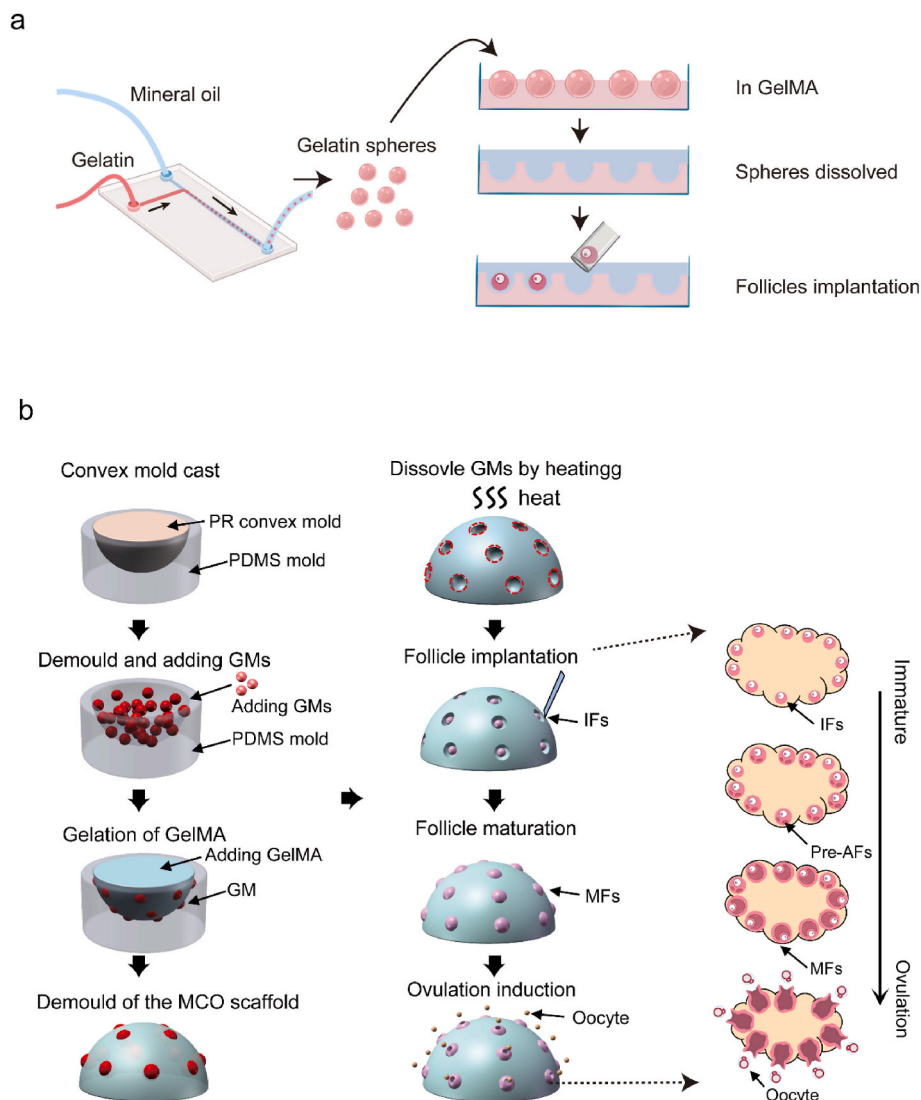 a
Mineral oil
Gelatin
Gelatin spheres
In GelMA
Spheres dissolved
Follicles implantation
b
Convex mold cast
PR convex mold
PDMS mold
Demould and adding GMs
Adding GMs
PDMS mold
Gelation of GelMA
Adding GelMA
GM
Demould of the MCO scaffold
Dissovle GMs by heatingg
heat
Follicle implantation
IFs
Follicle maturation
MFs
Ovulation induction
Oocyte
IFs
Pre-AFs
MFs
Oocyte
Immature
Ovulation